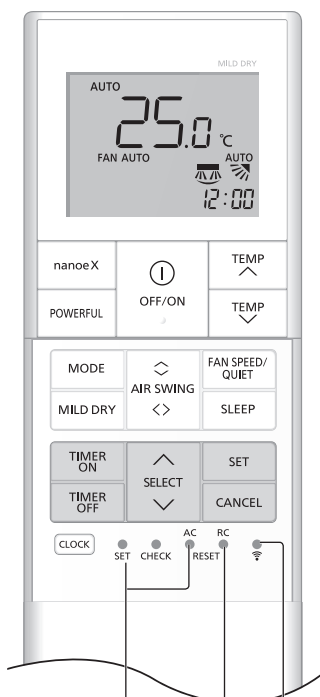 MILD DRY
AUTO
25.0 °C
FAN AUTO
AUTO
12:00
nanoeX
POWERFUL
OFF/ON
TEMP
TEMP
MODE
MILD DRY
AIR SWING
FAN SPEED/
QUIET
SLEEP
TIMER
ON
TIMER
OFF
SELECT
SET
CANCEL
CLOCK
SET
CHECK
AC
RC
RESET